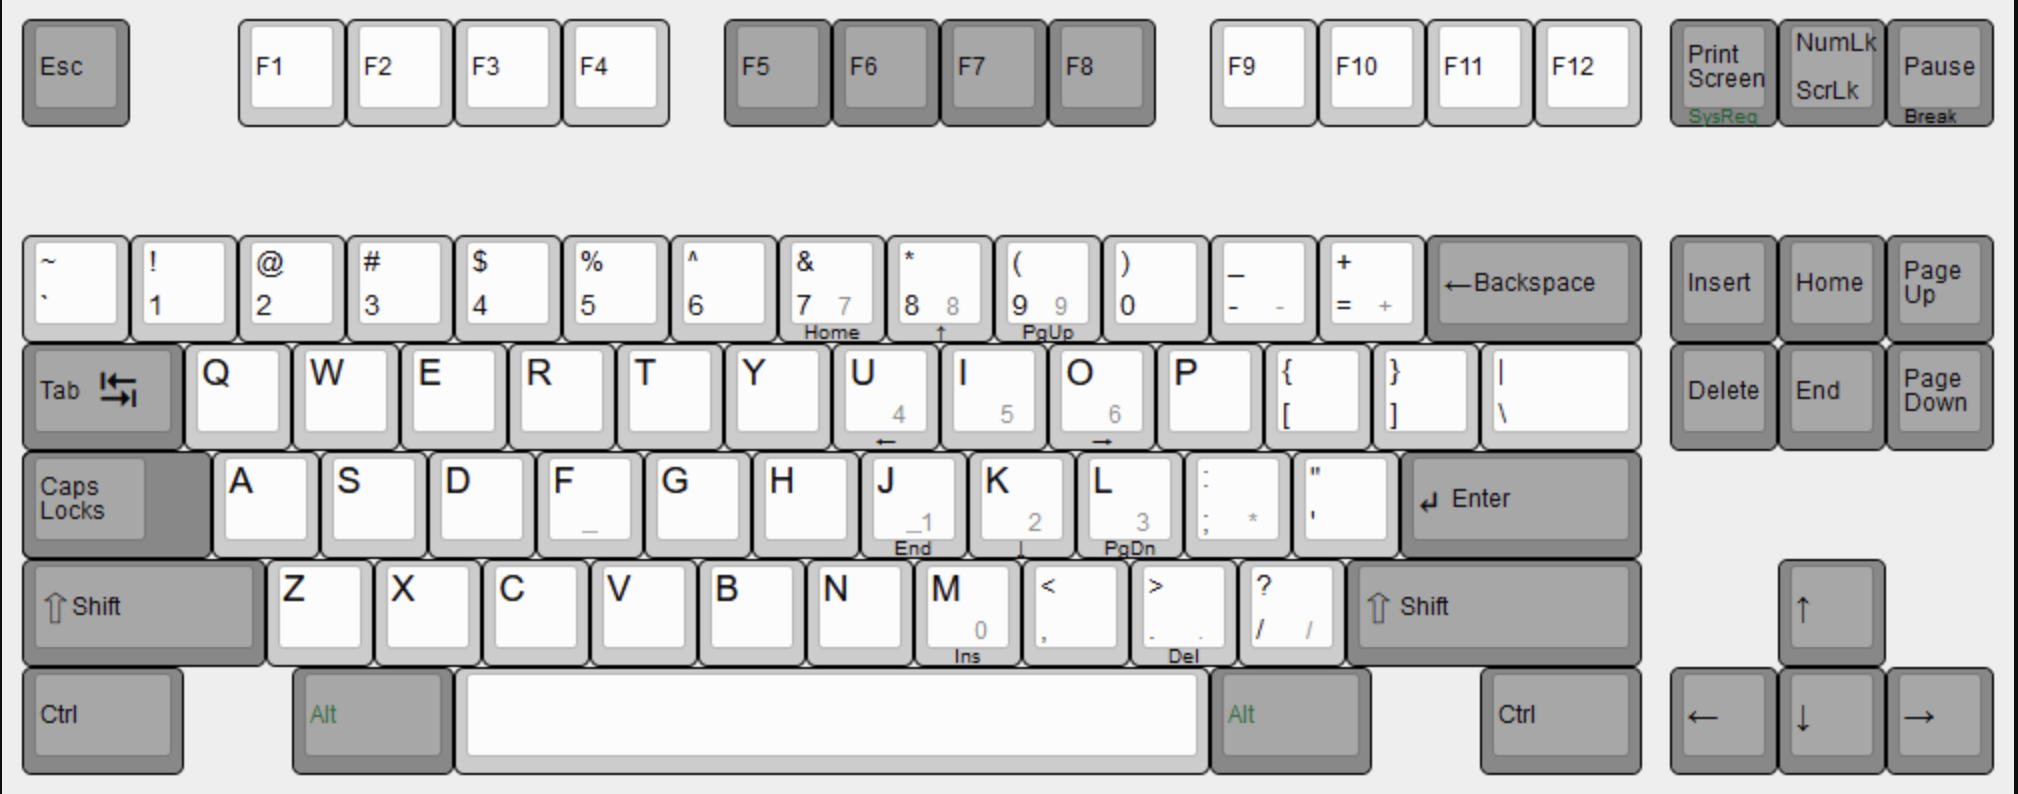 Esc F1 F2 F3 F4 F5 F6 F7 F8 F9 F10 F11 F12 Print Screen SysReq NumLk ScrLk Pause Break
~ ` ! 1 @ 2 # 3 $ 4 % 5 ^ 6 & 7 7 Home * 8 8 ↑ ( 9 9 PgUp ) 0 _ - - + = + ←Backspace Insert Home Page Up
Tab Q W E R T Y U 4 ← I 5 O 6 → P { [ } ] | \ Delete End Page Down
Caps Locks A S D F _ G H J _1 End K 2 ↓ L 3 PgDn : ; * " ' ↵ Enter
⇧ Shift Z X C V B N M 0 Ins < , > . . Del ? / / ⇧ Shift ↑
Ctrl Alt Alt Ctrl ← ↓ →